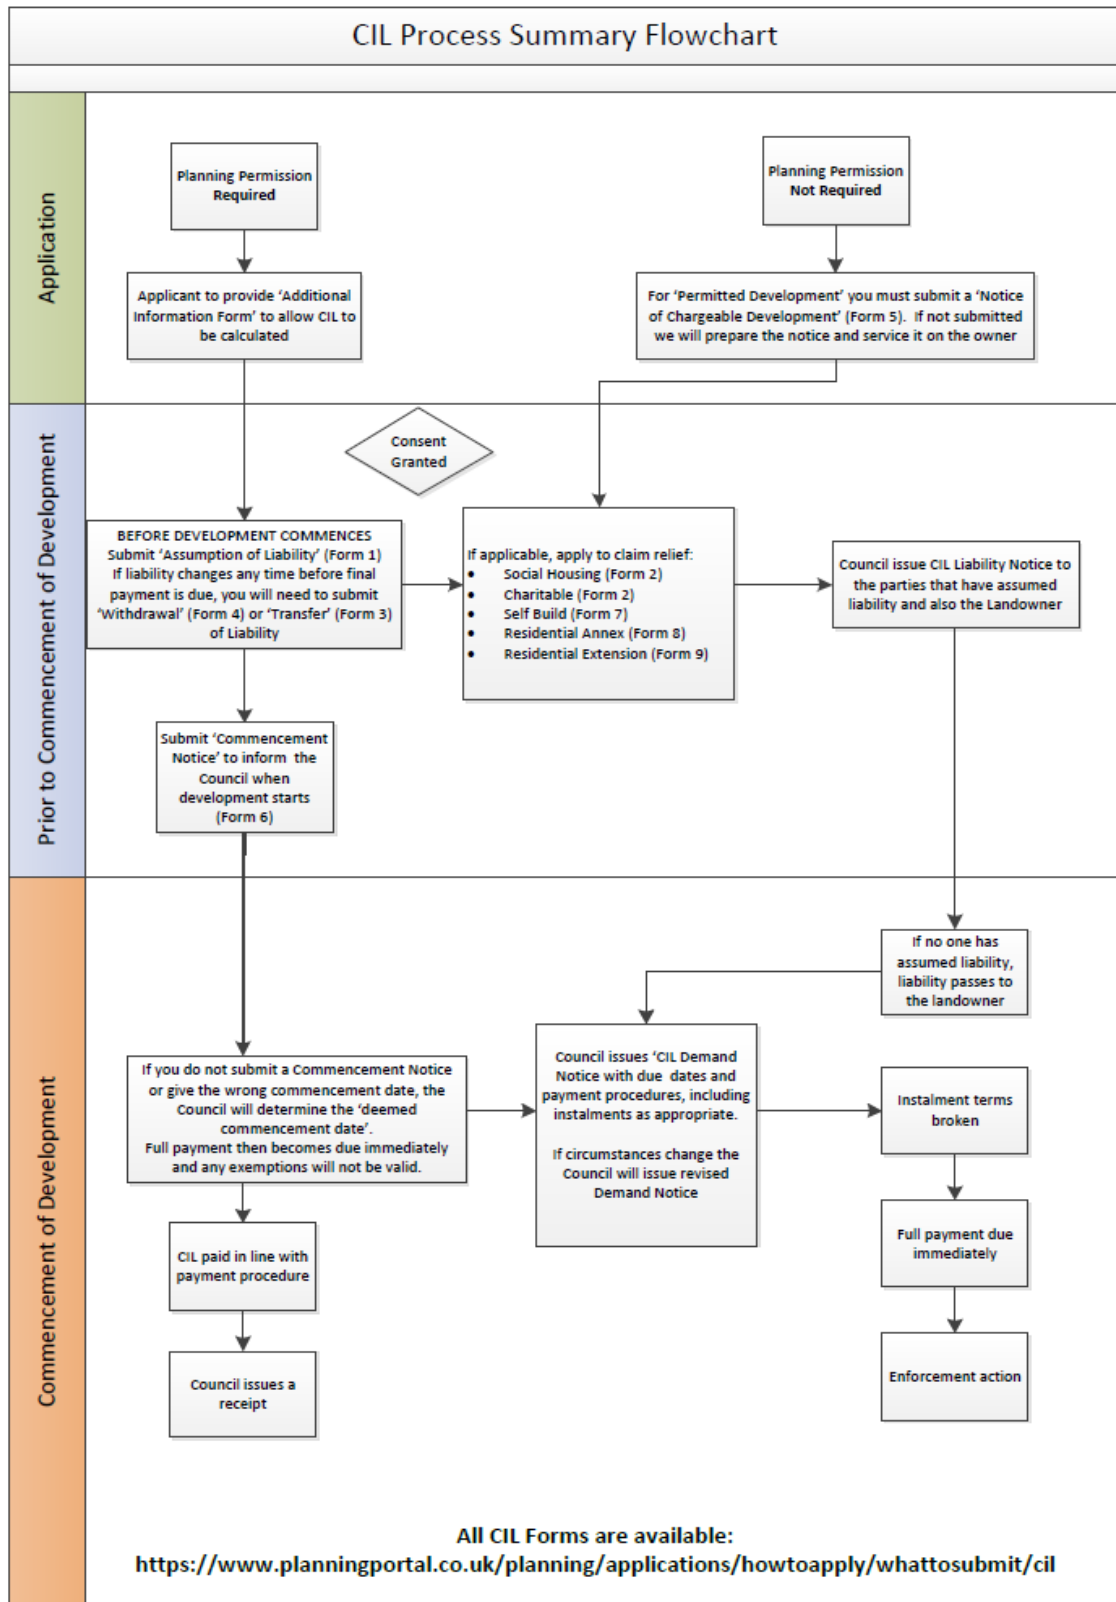 CIL Process Summary Flowchart
Application
Planning Permission
Required
Planning Permission
Not Required
Applicant to provide ‘Additional
Information Form’ to allow CIL to
be calculated
For ‘Permitted Development’ you must submit a ‘Notice
of Chargeable Development’ (Form 5). If not submitted
we will prepare the notice and service it on the owner
Prior to Commencement of Development
Consent
Granted
BEFORE DEVELOPMENT COMMENCES
Submit ‘Assumption of Liability’ (Form 1)
If liability changes any time before final
payment is due, you will need to submit
‘Withdrawal’ (Form 4) or ‘Transfer’ (Form 3)
of Liability
If applicable, apply to claim relief:
• Social Housing (Form 2)
• Charitable (Form 2)
• Self Build (Form 7)
• Residential Annex (Form 8)
• Residential Extension (Form 9)
Council issue CIL Liability Notice to
the parties that have assumed
liability and also the Landowner
Submit ‘Commencement
Notice’ to inform the
Council when
development starts
(Form 6)
Commencement of Development
If no one has
assumed liability,
liability passes to
the landowner
If you do not submit a Commencement Notice
or give the wrong commencement date, the
Council will determine the ‘deemed
commencement date’.
Full payment then becomes due immediately
and any exemptions will not be valid.
Council issues ‘CIL Demand
Notice with due dates and
payment procedures, including
instalments as appropriate.
If circumstances change the
Council will issue revised
Demand Notice
Instalment terms
broken
CIL paid in line with
payment procedure
Full payment due
immediately
Council issues a
receipt
Enforcement action
All CIL Forms are available:
https://www.planningportal.co.uk/planning/applications/howtoapply/whattosubmit/cil